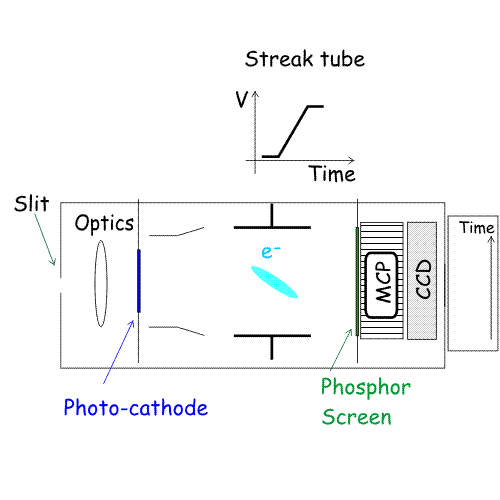 Streak tube
V
Time
Slit
Optics
Time
e-
MCP
CCD
Photo-cathode
Phosphor
Screen